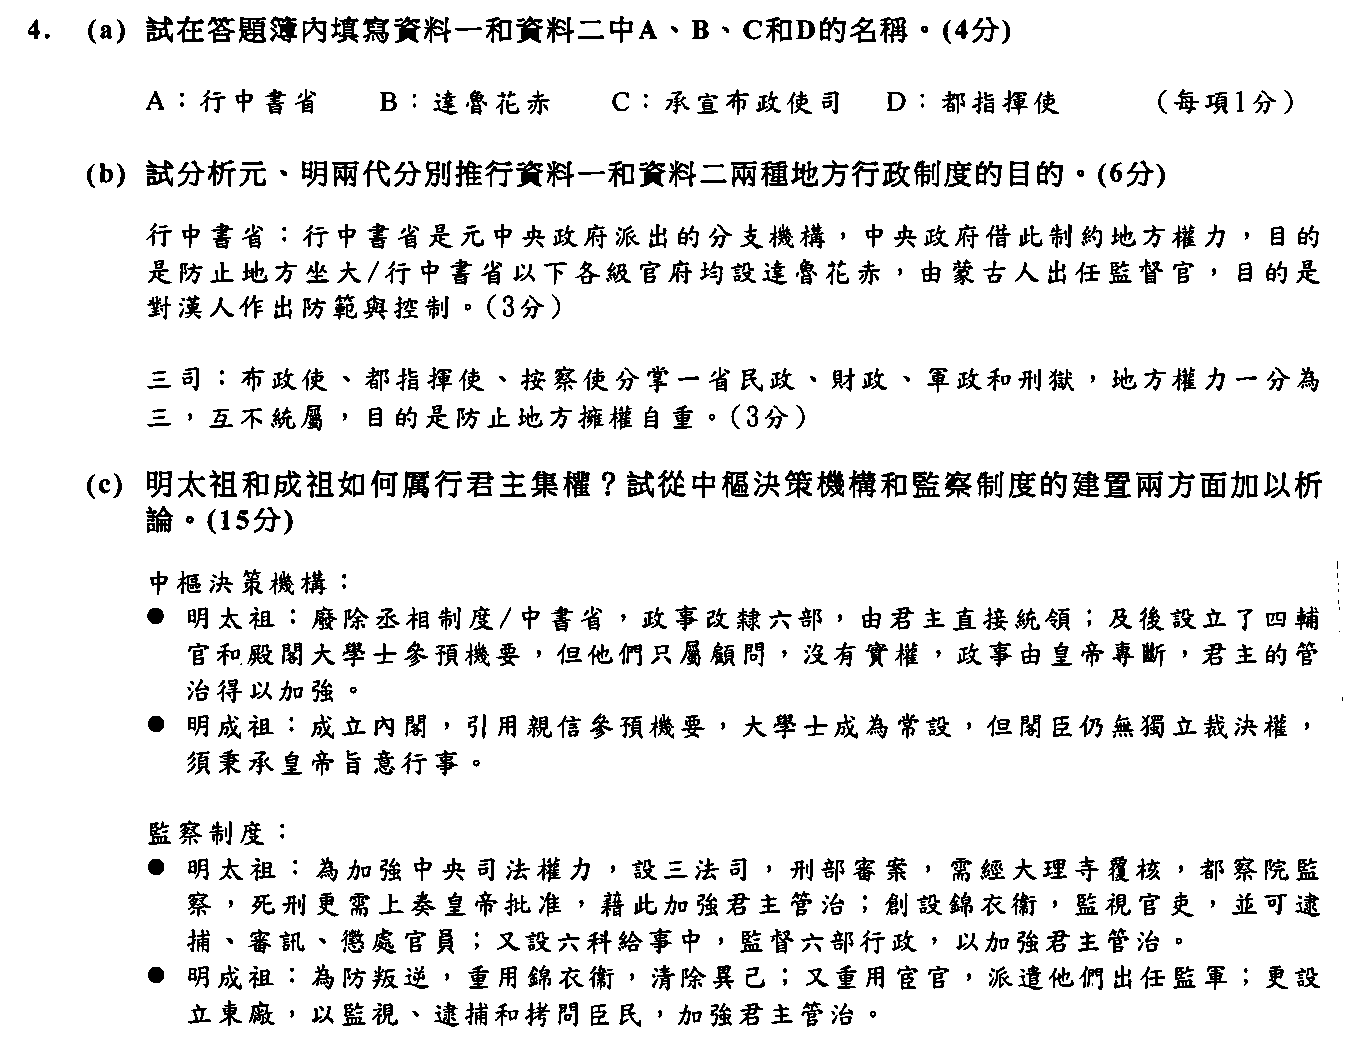 4. (a) 試在答題簿內填寫資料一和資料二中A、B、C和D的名稱。(4分)
A：行中書省 B：達魯花赤 C：承宣布政使司 D：都指揮使 （每項1分）
(b) 試分析元、明兩代分別推行資料一和資料二兩種地方行政制度的目的。(6分)
行中書省：行中書省是元中央政府派出的分支機構，中央政府借此制約地方權力，目的
是防止地方坐大/行中書省以下各級官府均設達魯花赤，由蒙古人出任監督官，目的是
對漢人作出防範與控制。(3分)
三司：布政使、都指揮使、按察使分掌一省民政、財政、軍政和刑獄，地方權力一分為
三，互不統屬，目的是防止地方擁權自重。(3分)
(c) 明太祖和成祖如何厲行君主集權？試從中樞決策機構和監察制度的建置兩方面加以析
論。(15分)
中樞決策機構：
● 明太祖：廢除丞相制度/中書省，政事改隸六部，由君主直接統領；及後設立了四輔
官和殿閣大學士參預機要，但他們只屬顧問，沒有實權，政事由皇帝專斷，君主的管
治得以加強。
● 明成祖：成立內閣，引用親信參預機要，大學士成為常設，但閣臣仍無獨立裁決權，
須秉承皇帝旨意行事。
監察制度：
● 明太祖：為加強中央司法權力，設三法司，刑部審案，需經大理寺覆核，都察院監
察，死刑更需上奏皇帝批准，藉此加強君主管治；創設錦衣衛，監視官吏，並可逮
捕、審訊、懲處官員；又設六科給事中，監督六部行政，以加強君主管治。
● 明成祖：為防叛逆，重用錦衣衛，清除異己；又重用宦官，派遣他們出任監軍；更設
立東廠，以監視、逮捕和拷問臣民，加強君主管治。